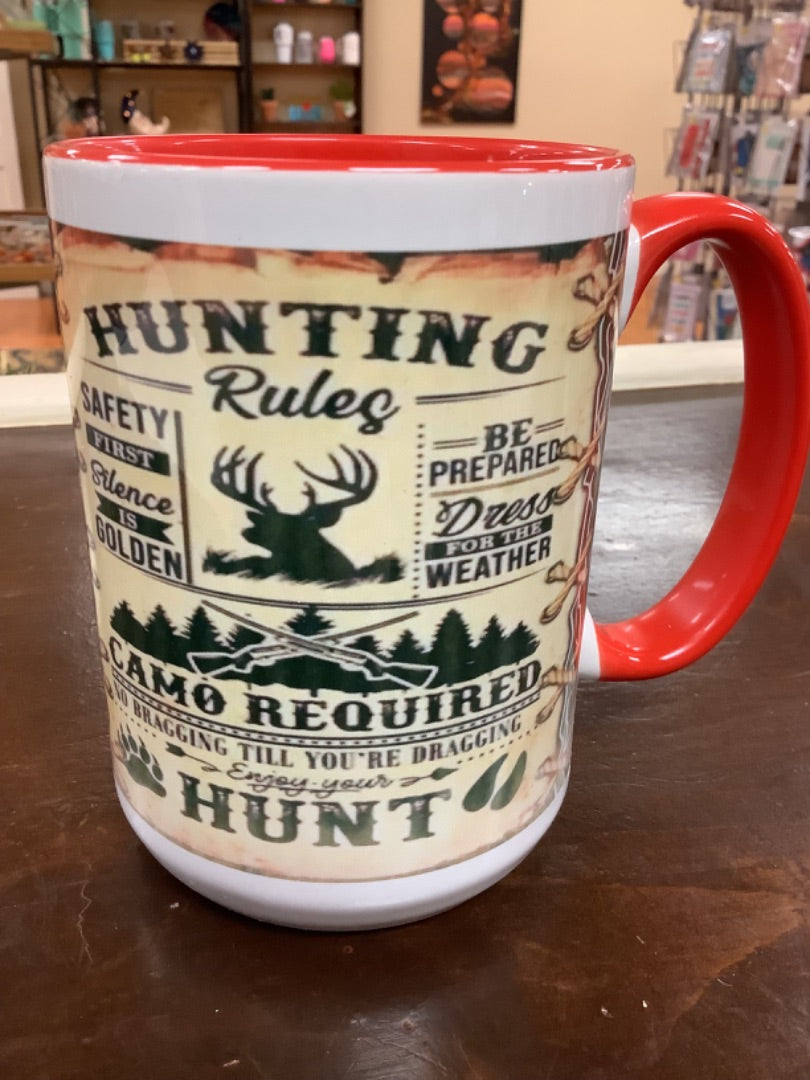 HUNTING
Rules
SAFETY
FIRST
Silence
IS
GOLDEN
BE
PREPARED
Dress
FOR THE
WEATHER
CAMO REQUIRED
NO BRAGGING TILL YOU'RE DRAGGING
Enjoy your
HUNT